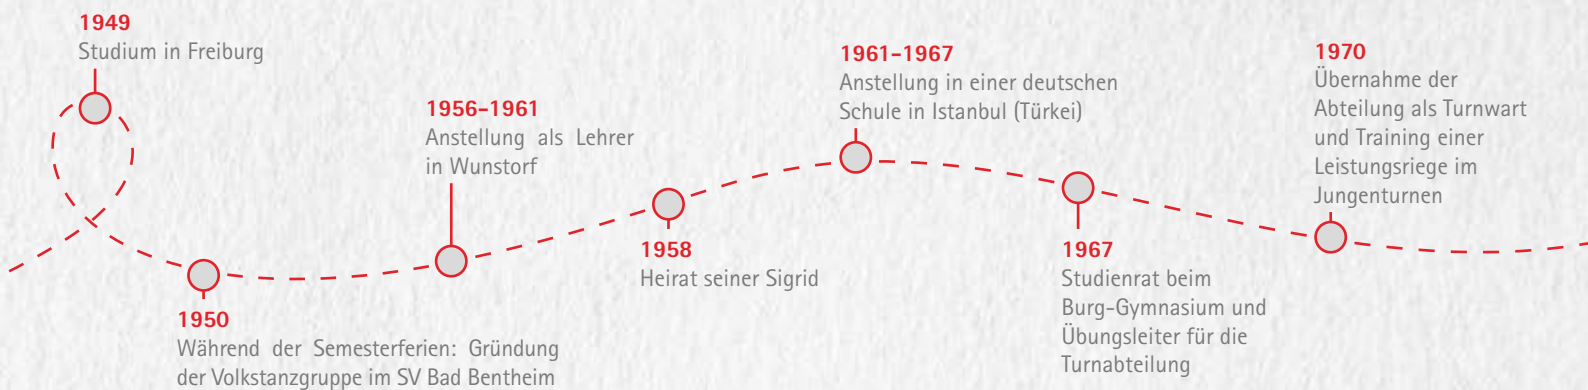 1949
Studium in Freiburg
1950
Während der Semesterferien: Gründung
der Volkstanzgruppe im SV Bad Bentheim
1956-1961
Anstellung als Lehrer
in Wunstorf
1958
Heirat seiner Sigrid
1961-1967
Anstellung in einer deutschen
Schule in Istanbul (Türkei)
1967
Studienrat beim
Burg-Gymnasium und
Übungsleiter für die
Turnabteilung
1970
Übernahme der
Abteilung als Turnwart
und Training einer
Leistungsriege im
Jungenturnen